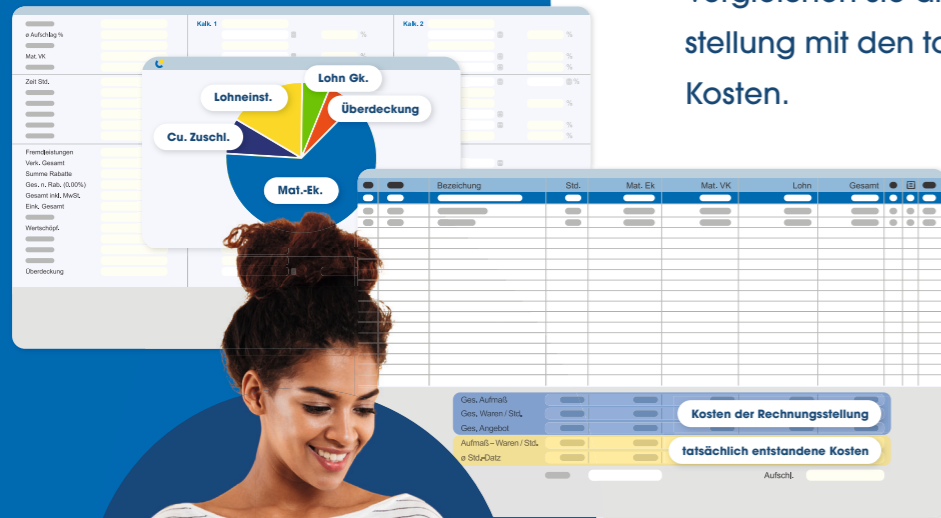 stellung mit den
Kosten.
Kalk. 1
Kalk. 2
ø Aufschlag %
%
%
Mat. VK
%
%
Zeit Std.
%
%
%
%
Fremdleistungen
Verk. Gesamt
Summe Rabatte
Ges. n. Rab. (0.00%)
Gesamt inkl. MwSt.
Eink. Gesamt
Wertschöpf.
Überdeckung
Lohn Gk.
Lohneinst.
Überdeckung
Cu. Zuschl.
Mat.-Ek.
Bezeichung Std. Mat. Ek Mat. VK Lohn Gesamt
Ges. Aufmaß
Ges. Waren / Std.
Ges. Angebot
Kosten der Rechnungsstellung
Aufmaß – Waren / Std.
ø Std.-Datz
tatsächlich entstandene Kosten
Aufschl.